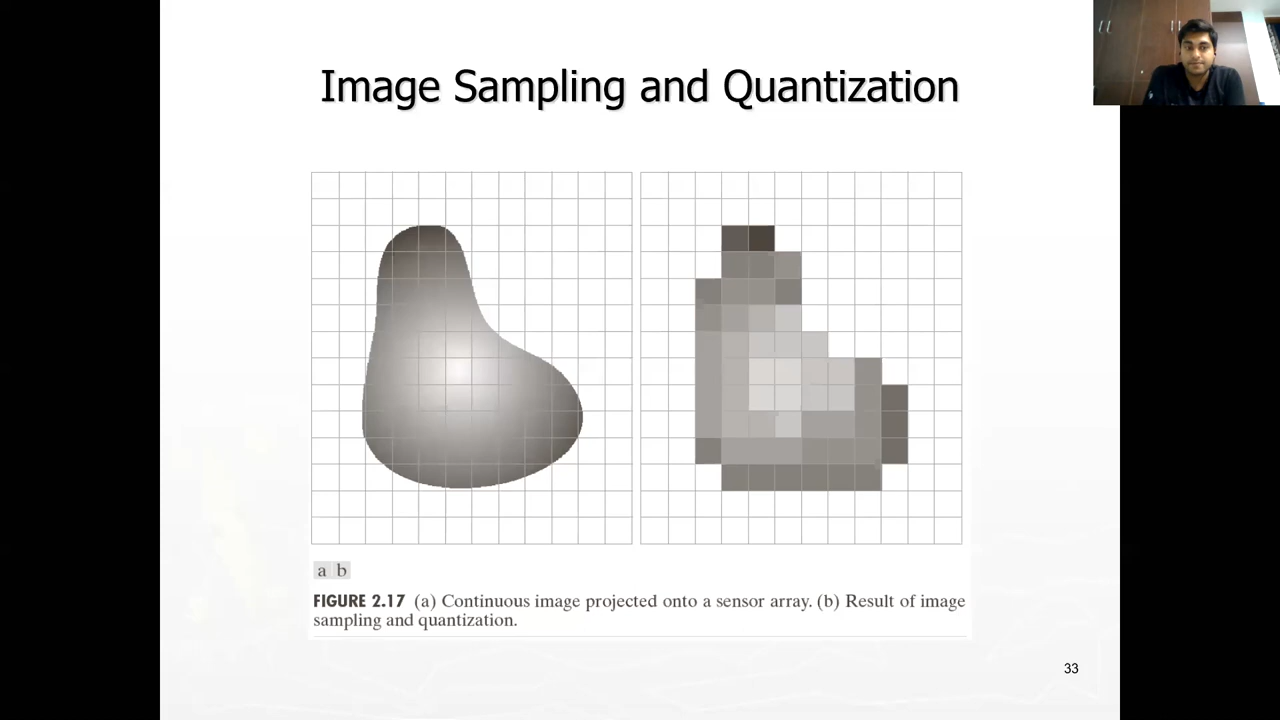 Image Sampling and Quantization
a b
FIGURE 2.17 (a) Continuous image projected onto a sensor array. (b) Result of image
sampling and quantization.
33